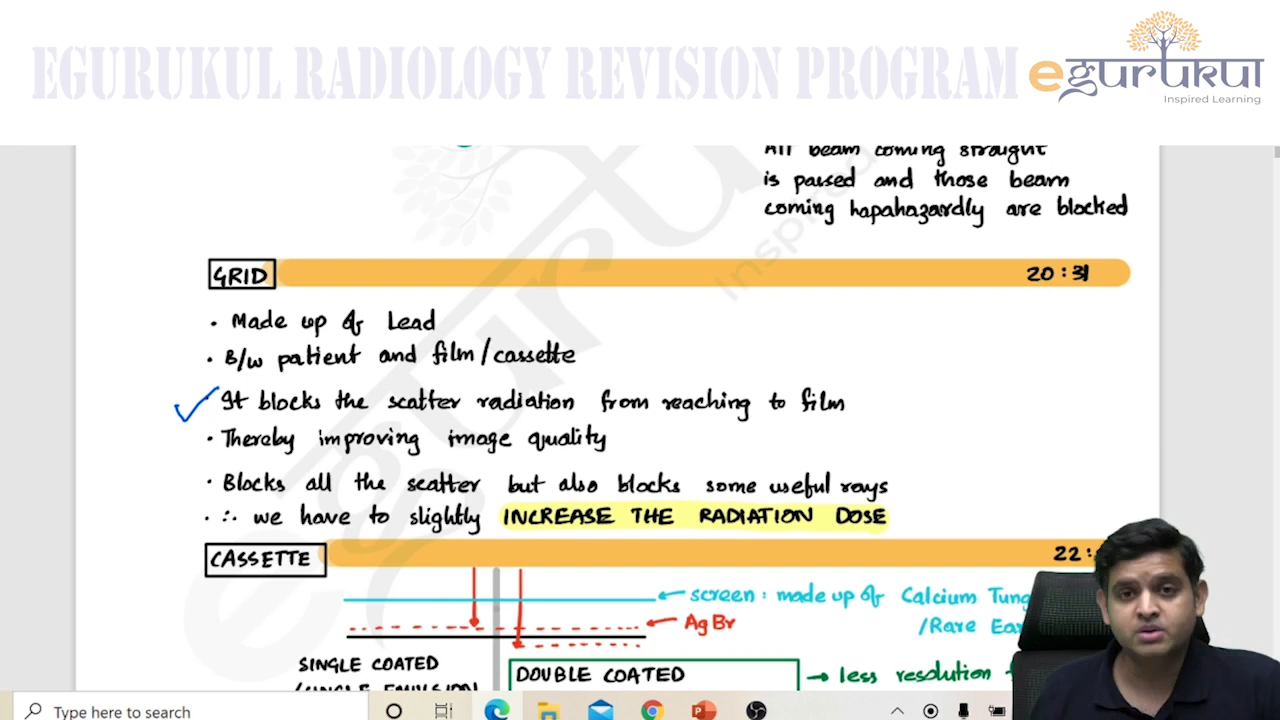 EGURUKUL RADIOLOGY REVISION PROGRAM
egurukul
Inspired Learning
All beam coming straight
is passed and those beam
coming hapahazardly are blocked
GRID 20:31
• Made up of Lead
• B/w patient and film/cassette
It blocks the scatter radiation from reaching to film
• Thereby improving image quality
• Blocks all the scatter but also blocks some useful rays
• ∴ we have to slightly INCREASE THE RADIATION DOSE
CASSETTE 22:
screen: made up of Calcium Tung
/Rare Ear
AgBr
SINGLE COATED
/SINGLE EMULSION
DOUBLE COATED → less resolution
Type here to search